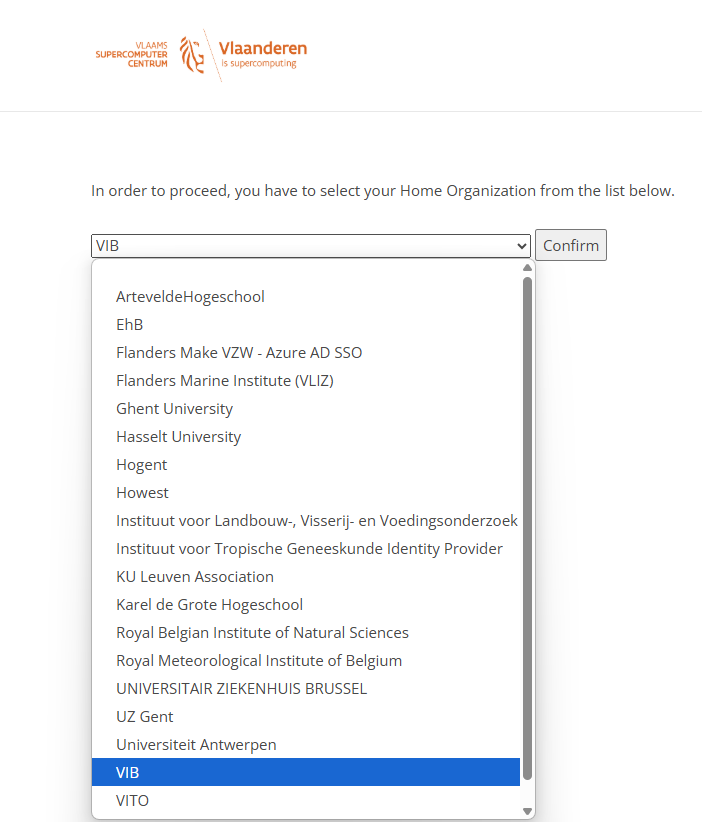 VLAAMS
SUPERCOMPUTER
CENTRUM
Vlaanderen
is supercomputing
In order to proceed, you have to select your Home Organization from the list below.
VIB
Confirm
ArteveldeHogeschool
EhB
Flanders Make VZW - Azure AD SSO
Flanders Marine Institute (VLIZ)
Ghent University
Hasselt University
Hogent
Howest
Instituut voor Landbouw-, Visserij- en Voedingsonderzoek
Instituut voor Tropische Geneeskunde Identity Provider
KU Leuven Association
Karel de Grote Hogeschool
Royal Belgian Institute of Natural Sciences
Royal Meteorological Institute of Belgium
UNIVERSITAIR ZIEKENHUIS BRUSSEL
UZ Gent
Universiteit Antwerpen
VIB
VITO